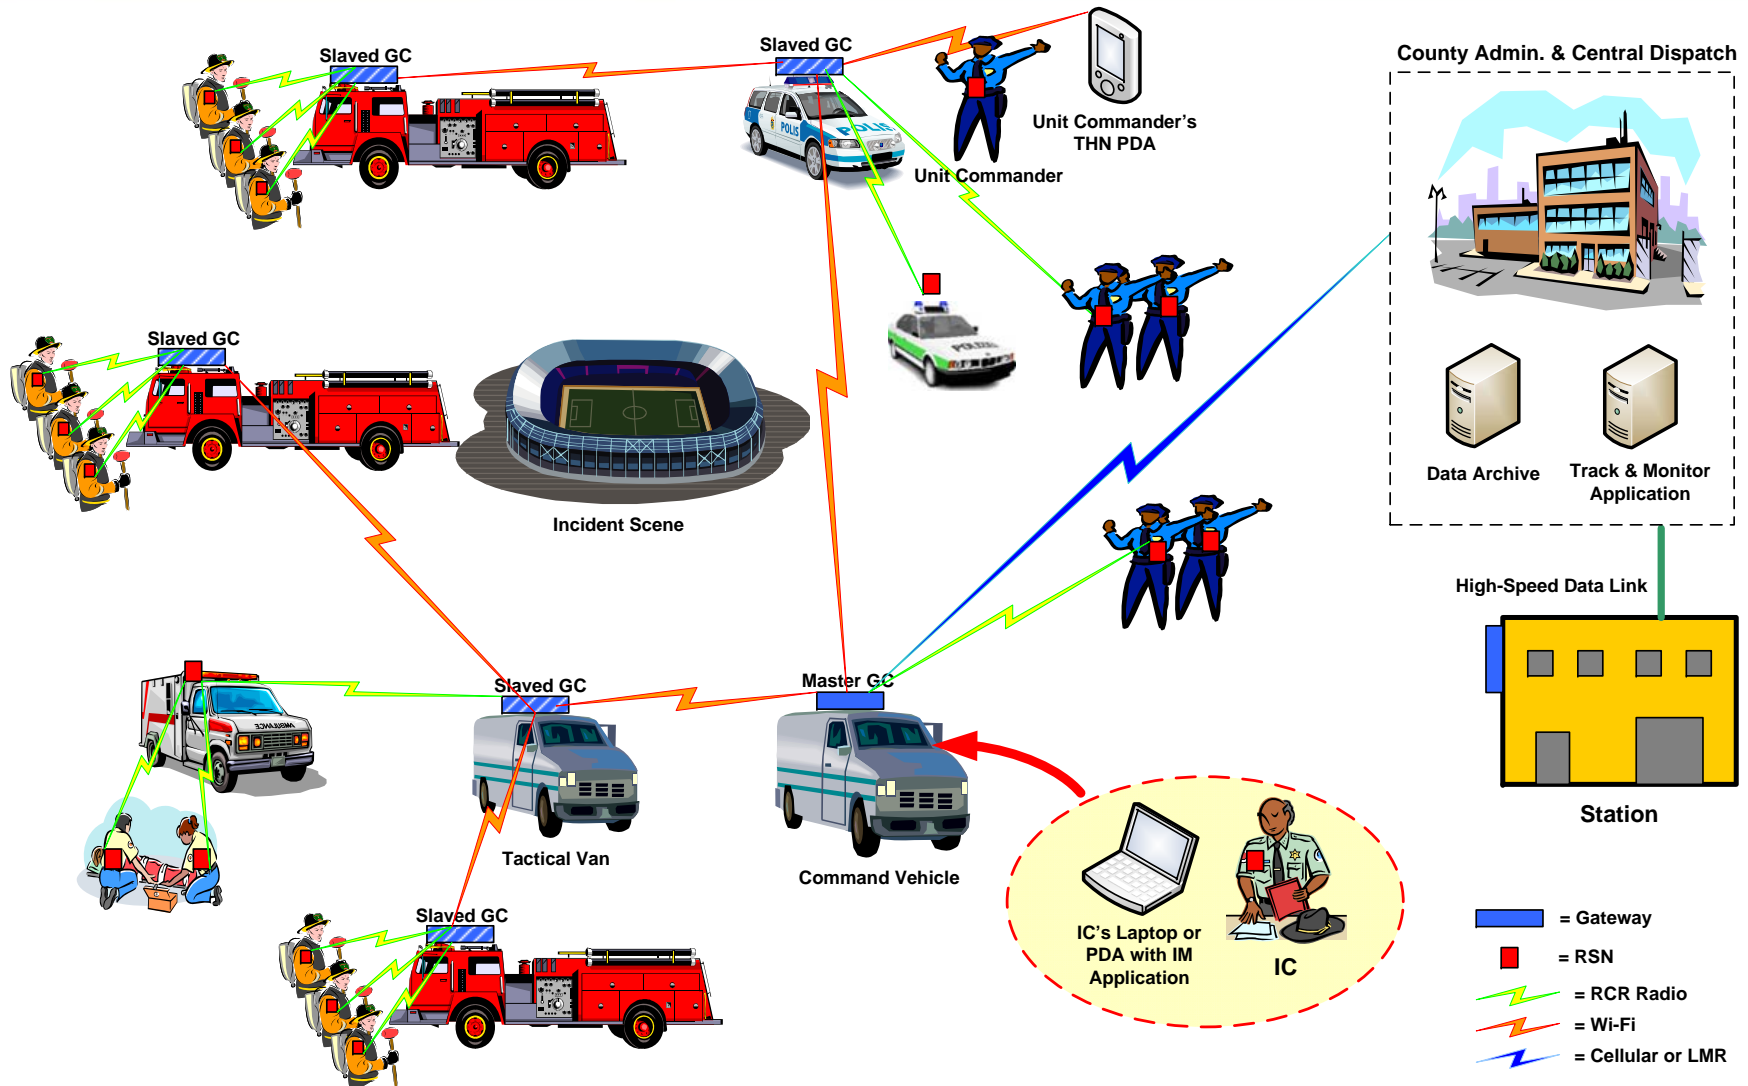 Slaved GC
Slaved GC
POLIS
POLIS
Unit Commander
Unit Commander's
THN PDA
County Admin. & Central Dispatch
Slaved GC
POLIZEI
Incident Scene
Data Archive
Track & Monitor
Application
High-Speed Data Link
Station
AMBULANCE
Slaved GC
Master GC
Tactical Van
Command Vehicle
Slaved GC
IC's Laptop or
PDA with IM
Application
IC
= Gateway
= RSN
= RCR Radio
= Wi-Fi
= Cellular or LMR